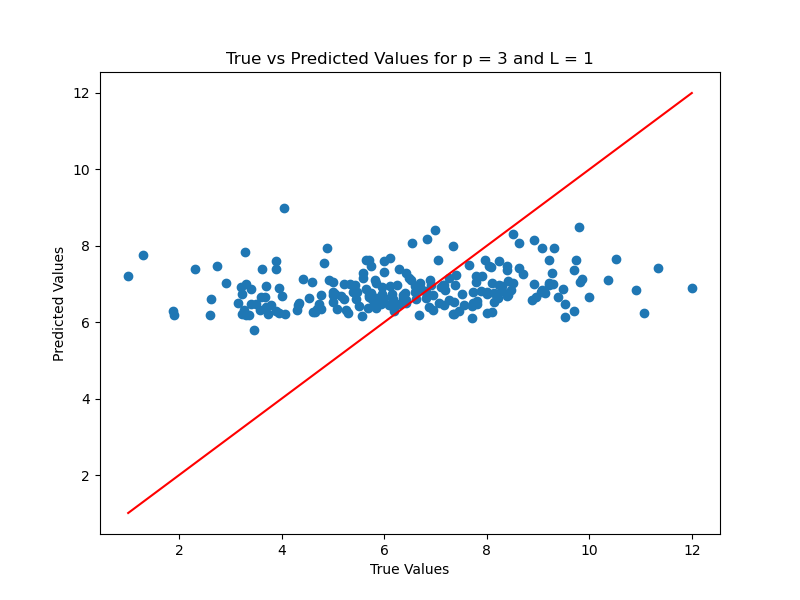 True vs Predicted Values for p = 3 and L = 1
12
10
8
6
4
2
Predicted Values
2 4 6 8 10 12
True Values